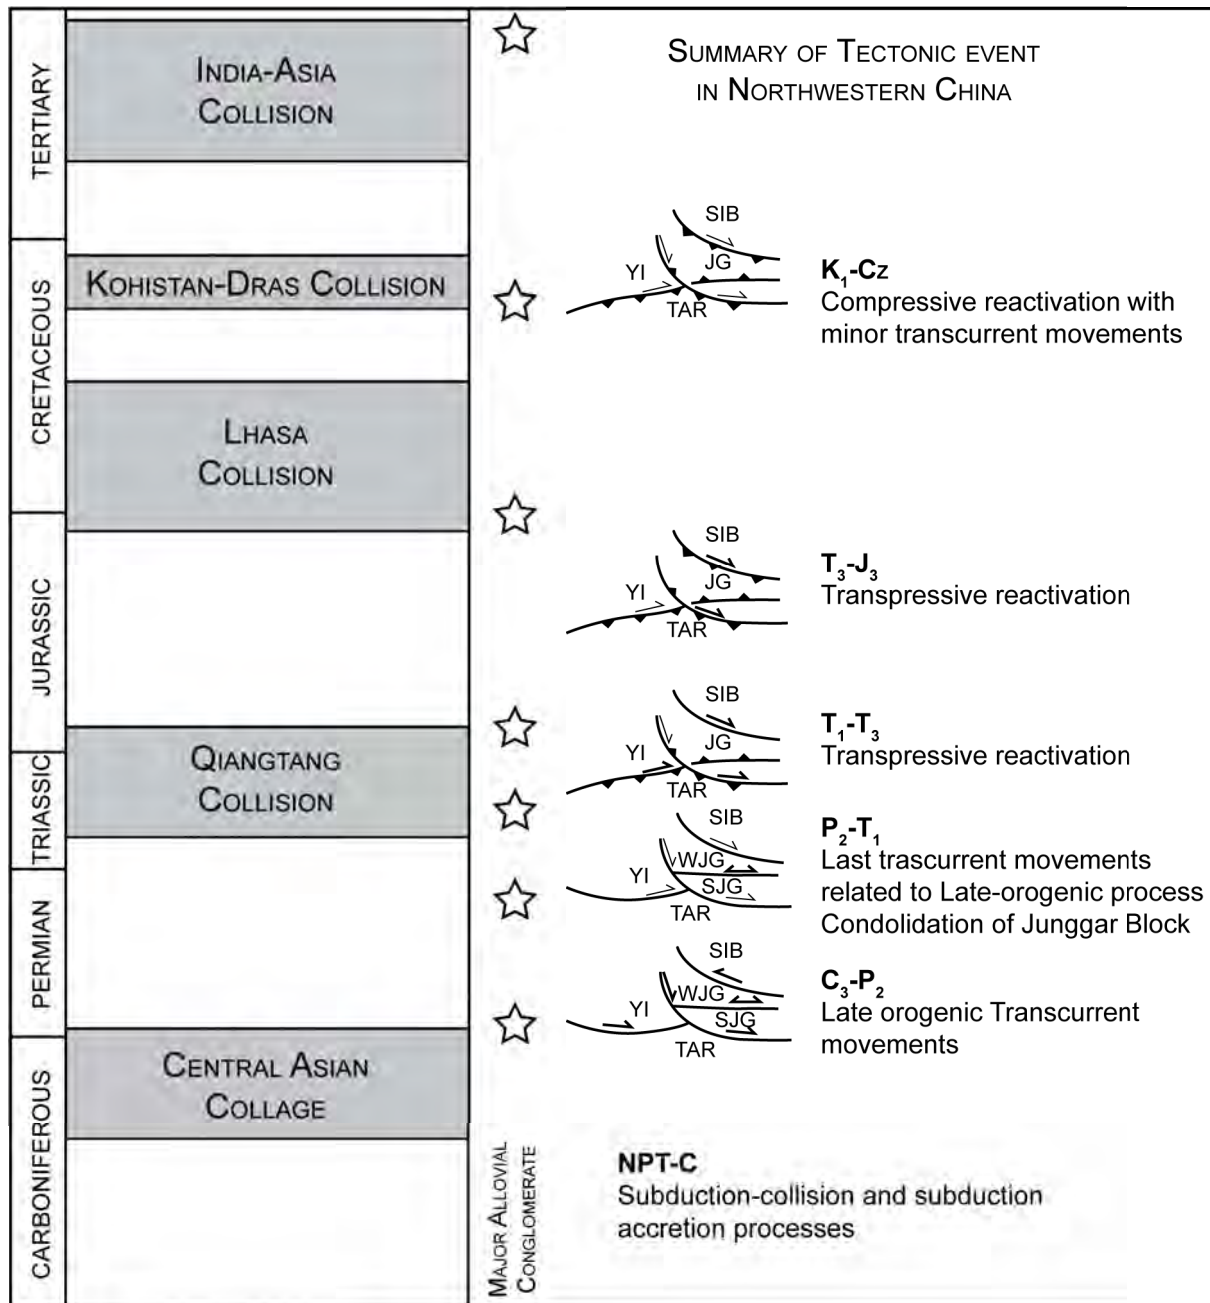 SUMMARY OF TECTONIC EVENT
IN NORTHWESTERN CHINA
TERTIARY
CRETACEOUS
JURASSIC
TRIASSIC
PERMIAN
CARBONIFEROUS
INDIA-ASIA
COLLISION
KOHISTAN-DRAS COLLISION
LHASA
COLLISION
QIANGTANG
COLLISION
CENTRAL ASIAN
COLLAGE
MAJOR ALLOVIAL
CONGLOMERATE
SIB
JG
YI
TAR
K₁-CZ
Compressive reactivation with
minor transcurrent movements
SIB
JG
YI
TAR
T₃-J₃
Transpressive reactivation
SIB
JG
YI
TAR
T₁-T₃
Transpressive reactivation
SIB
WJG
YI
SJG
TAR
P₂-T₁
Last trascurrent movements
related to Late-orogenic process
Condolidation of Junggar Block
SIB
WJG
YI
SJG
TAR
C₃-P₂
Late orogenic Transcurrent
movements
NPT-C
Subduction-collision and subduction
accretion processes